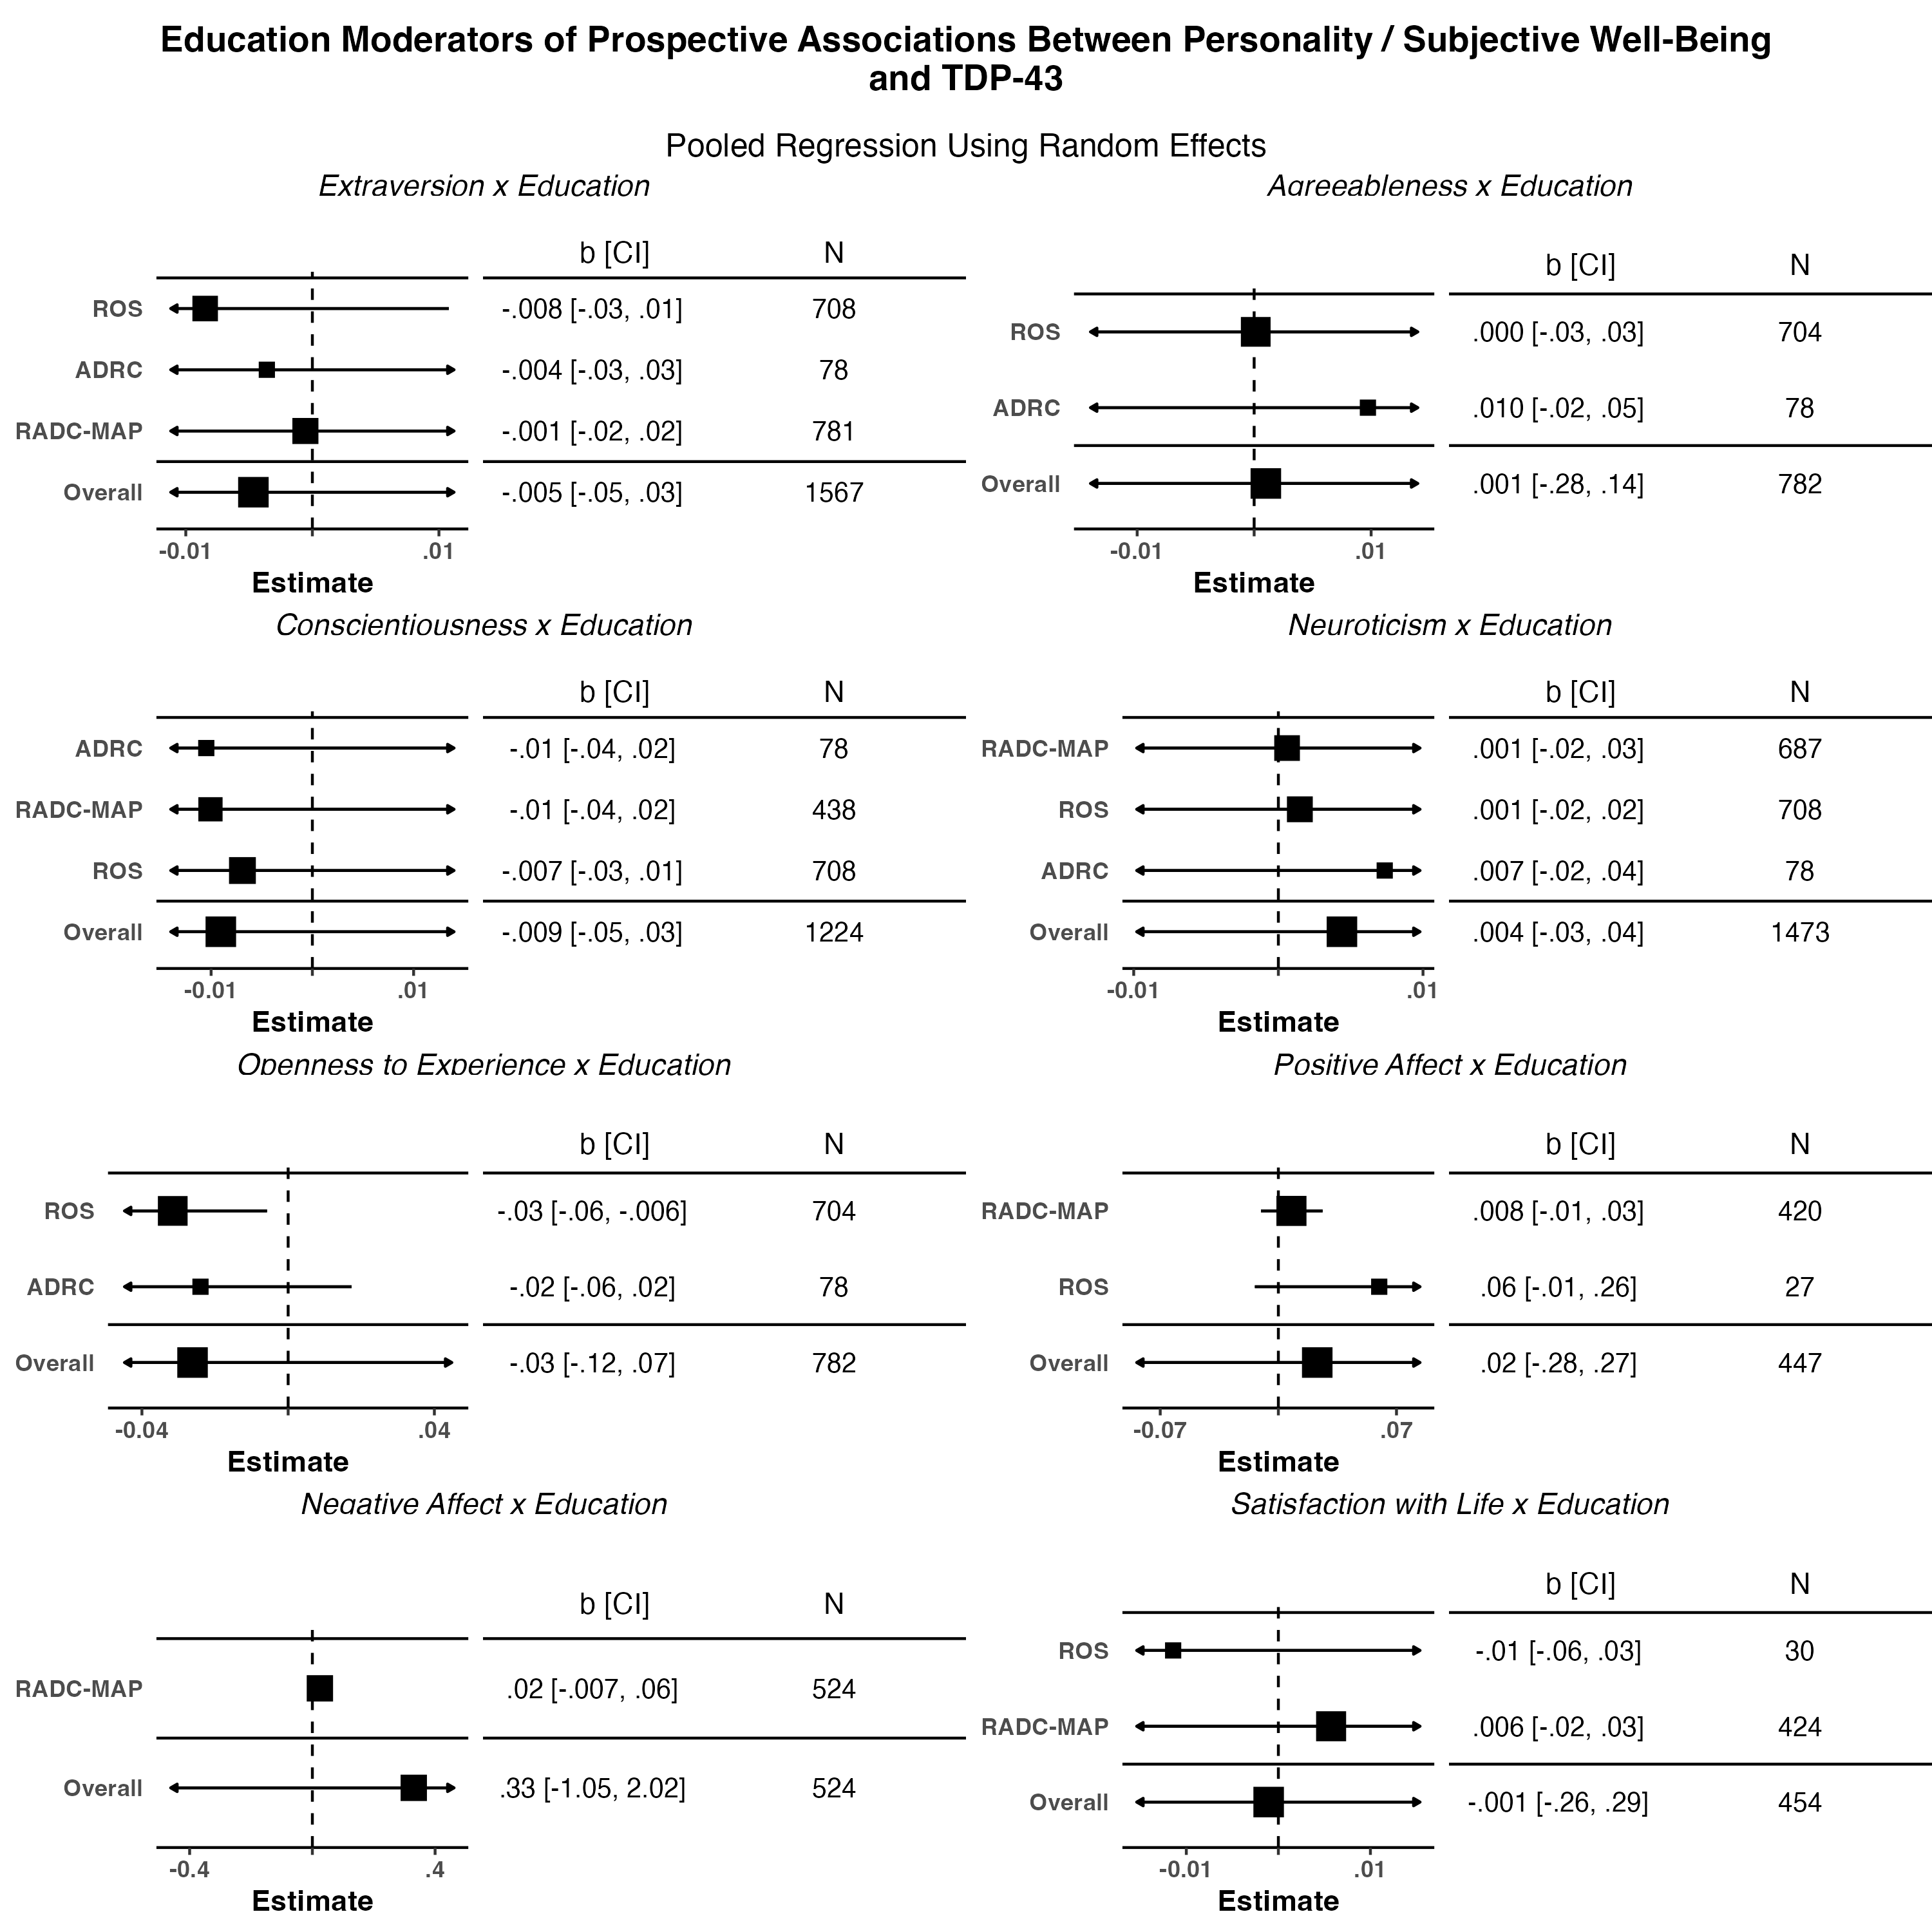 Education Moderators of Prospective Associations Between Personality / Subjective Well-Being
and TDP-43
Pooled Regression Using Random Effects
Extraversion x Education
b [CI] N
ROS -.008 [-.03, .01] 708
ADRC -.004 [-.03, .03] 78
RADC-MAP -.001 [-.02, .02] 781
Overall -.005 [-.05, .03] 1567
-0.01 .01
Estimate
Agreeableness x Education
b [CI] N
ROS .000 [-.03, .03] 704
ADRC .010 [-.02, .05] 78
Overall .001 [-.28, .14] 782
-0.01 .01
Estimate
Conscientiousness x Education
b [CI] N
ADRC -.01 [-.04, .02] 78
RADC-MAP -.01 [-.04, .02] 438
ROS -.007 [-.03, .01] 708
Overall -.009 [-.05, .03] 1224
-0.01 .01
Estimate
Neuroticism x Education
b [CI] N
RADC-MAP .001 [-.02, .03] 687
ROS .001 [-.02, .02] 708
ADRC .007 [-.02, .04] 78
Overall .004 [-.03, .04] 1473
-0.01 .01
Estimate
Openness to Experience x Education
b [CI] N
ROS -.03 [-.06, -.006] 704
ADRC -.02 [-.06, .02] 78
Overall -.03 [-.12, .07] 782
-0.04 .04
Estimate
Positive Affect x Education
b [CI] N
RADC-MAP .008 [-.01, .03] 420
ROS .06 [-.01, .26] 27
Overall .02 [-.28, .27] 447
-0.07 .07
Estimate
Negative Affect x Education
b [CI] N
RADC-MAP .02 [-.007, .06] 524
Overall .33 [-1.05, 2.02] 524
-0.4 .4
Estimate
Satisfaction with Life x Education
b [CI] N
ROS -.01 [-.06, .03] 30
RADC-MAP .006 [-.02, .03] 424
Overall -.001 [-.26, .29] 454
-0.01 .01
Estimate